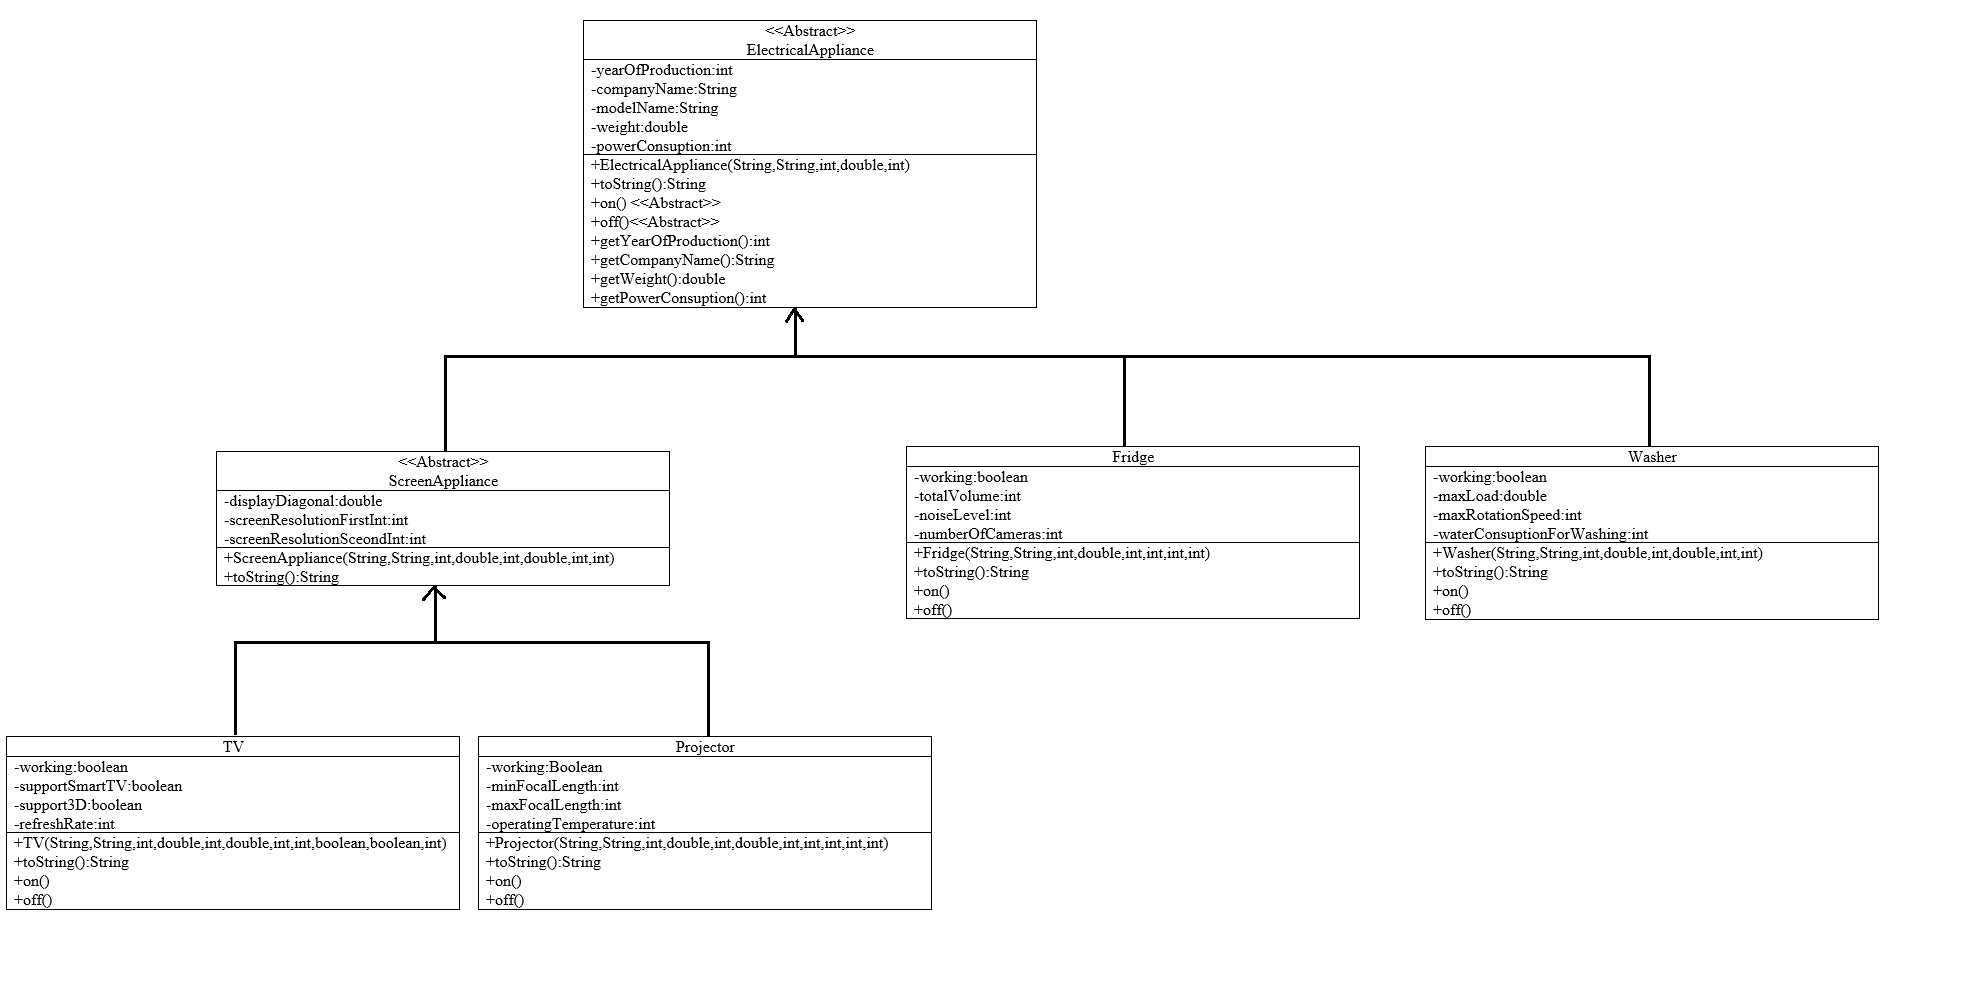 <<Abstract>>
ElectricalAppliance
-yearOfProduction:int
-companyName:String
-modelName:String
-weight:double
-powerConsuption:int
+ElectricalAppliance(String,String,int,double,int)
+toString():String
+on() <<Abstract>>
+off()<<Abstract>>
+getYearOfProduction():int
+getCompanyName():String
+getWeight():double
+getPowerConsuption():int
<<Abstract>>
ScreenAppliance
-displayDiagonal:double
-screenResolutionFirstInt:int
-screenResolutionSceondInt:int
+ScreenAppliance(String,String,int,double,int,double,int,int)
+toString():String
Fridge
-working:boolean
-totalVolume:int
-noiseLevel:int
-numberOfCameras:int
+Fridge(String,String,int,double,int,int,int,int)
+toString():String
+on()
+off()
Washer
-working:boolean
-maxLoad:double
-maxRotationSpeed:int
-waterConsuptionForWashing:int
+Washer(String,String,int,double,int,double,int,int)
+toString():String
+on()
+off()
TV
-working:boolean
-supportSmartTV:boolean
-support3D:boolean
-refreshRate:int
+TV(String,String,int,double,int,double,int,int,boolean,boolean,int)
+toString():String
+on()
+off()
Projector
-working:Boolean
-minFocalLength:int
-maxFocalLength:int
-operatingTemperature:int
+Projector(String,String,int,double,int,double,int,int,int,int,int)
+toString():String
+on()
+off()